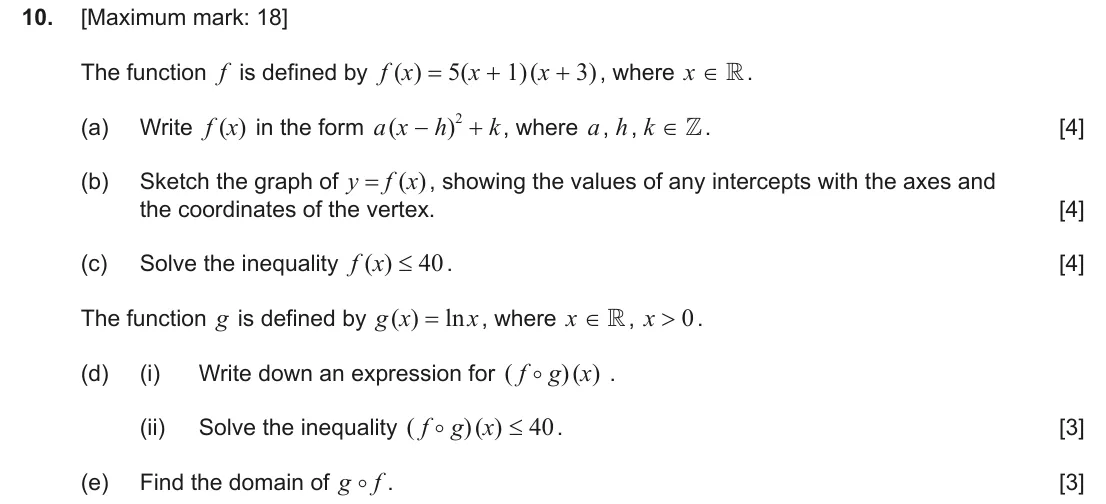 10. [Maximum mark: 18]
The function f is defined by f(x) = 5(x + 1)(x + 3), where x ∈ ℝ.
(a) Write f(x) in the form a(x − h)² + k, where a, h, k ∈ ℤ. [4]
(b) Sketch the graph of y = f(x), showing the values of any intercepts with the axes and
the coordinates of the vertex. [4]
(c) Solve the inequality f(x) ≤ 40. [4]
The function g is defined by g(x) = ln x, where x ∈ ℝ, x > 0.
(d) (i) Write down an expression for (f ∘ g)(x) .
(ii) Solve the inequality (f ∘ g)(x) ≤ 40. [3]
(e) Find the domain of g ∘ f. [3]